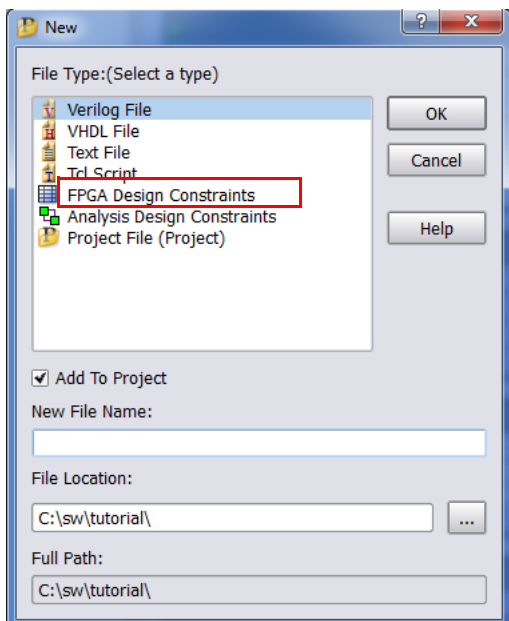 New
File Type:(Select a type)
Verilog File
VHDL File
Text File
Tcl Script
FPGA Design Constraints
Analysis Design Constraints
Project File (Project)
OK
Cancel
Help
Add To Project
New File Name:
File Location:
C:\sw\tutorial\
...
Full Path:
C:\sw\tutorial\